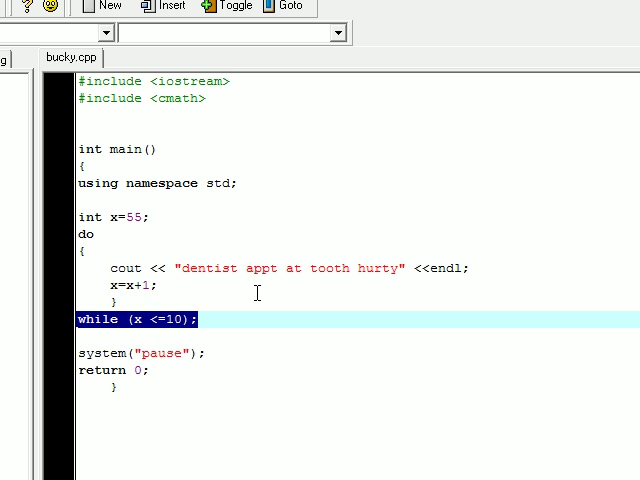 New Insert Toggle Goto
g bucky.cpp
#include <iostream>
#include <cmath>
int main()
{
using namespace std;
int x=55;
do
{
cout << "dentist appt at tooth hurty" <<endl;
x=x+1;
}
while (x <=10);
system("pause");
return 0;
}